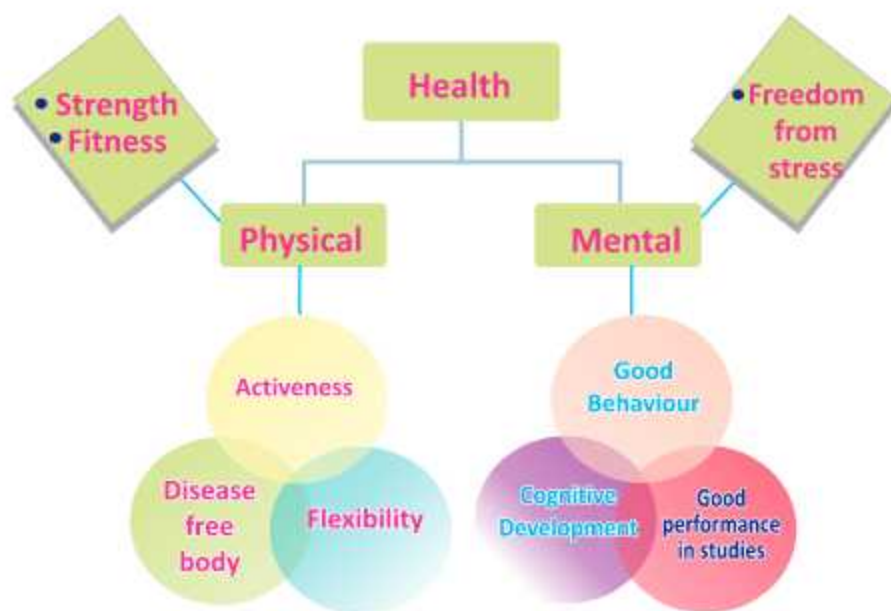 Health
• Strength
• Fitness
• Freedom
from
stress
Physical
Mental
Activeness
Disease
free
body
Flexibility
Good
Behaviour
Cognitive
Development
Good
performance
in studies